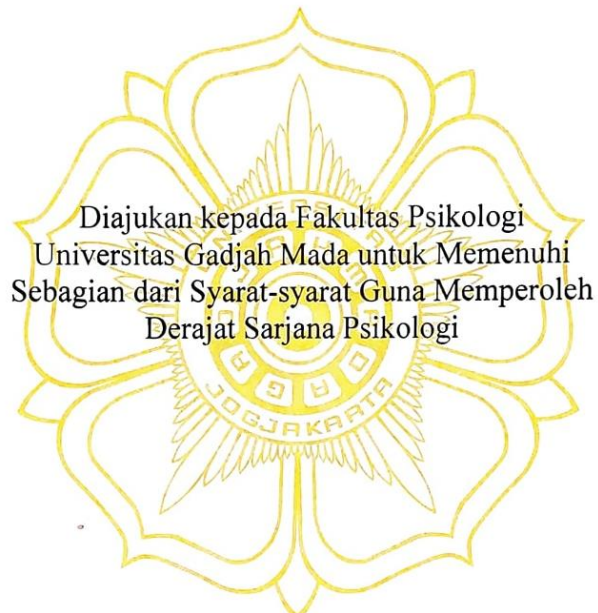 Diajukan kepada Fakultas Psikologi
Universitas Gadjah Mada untuk Memenuhi
Sebagian dari Syarat-syarat Guna Memperoleh
Derajat Sarjana Psikologi
JOGJAKARTA